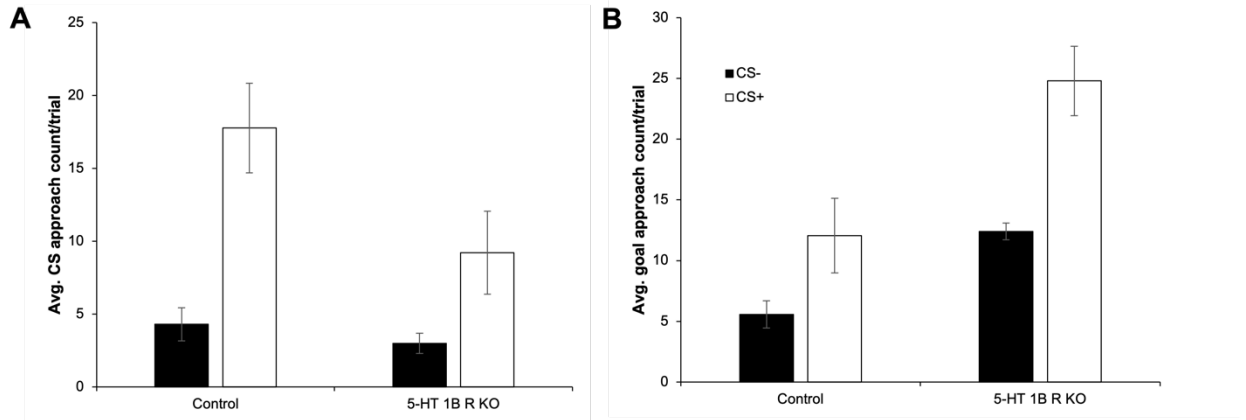 A
Avg. CS approach count/trial
25
20
15
10
5
0
Control
5-HT 1B R KO
B
Avg. goal approach count/trial
30
25
20
15
10
5
0
CS-
CS+
Control
5-HT 1B R KO